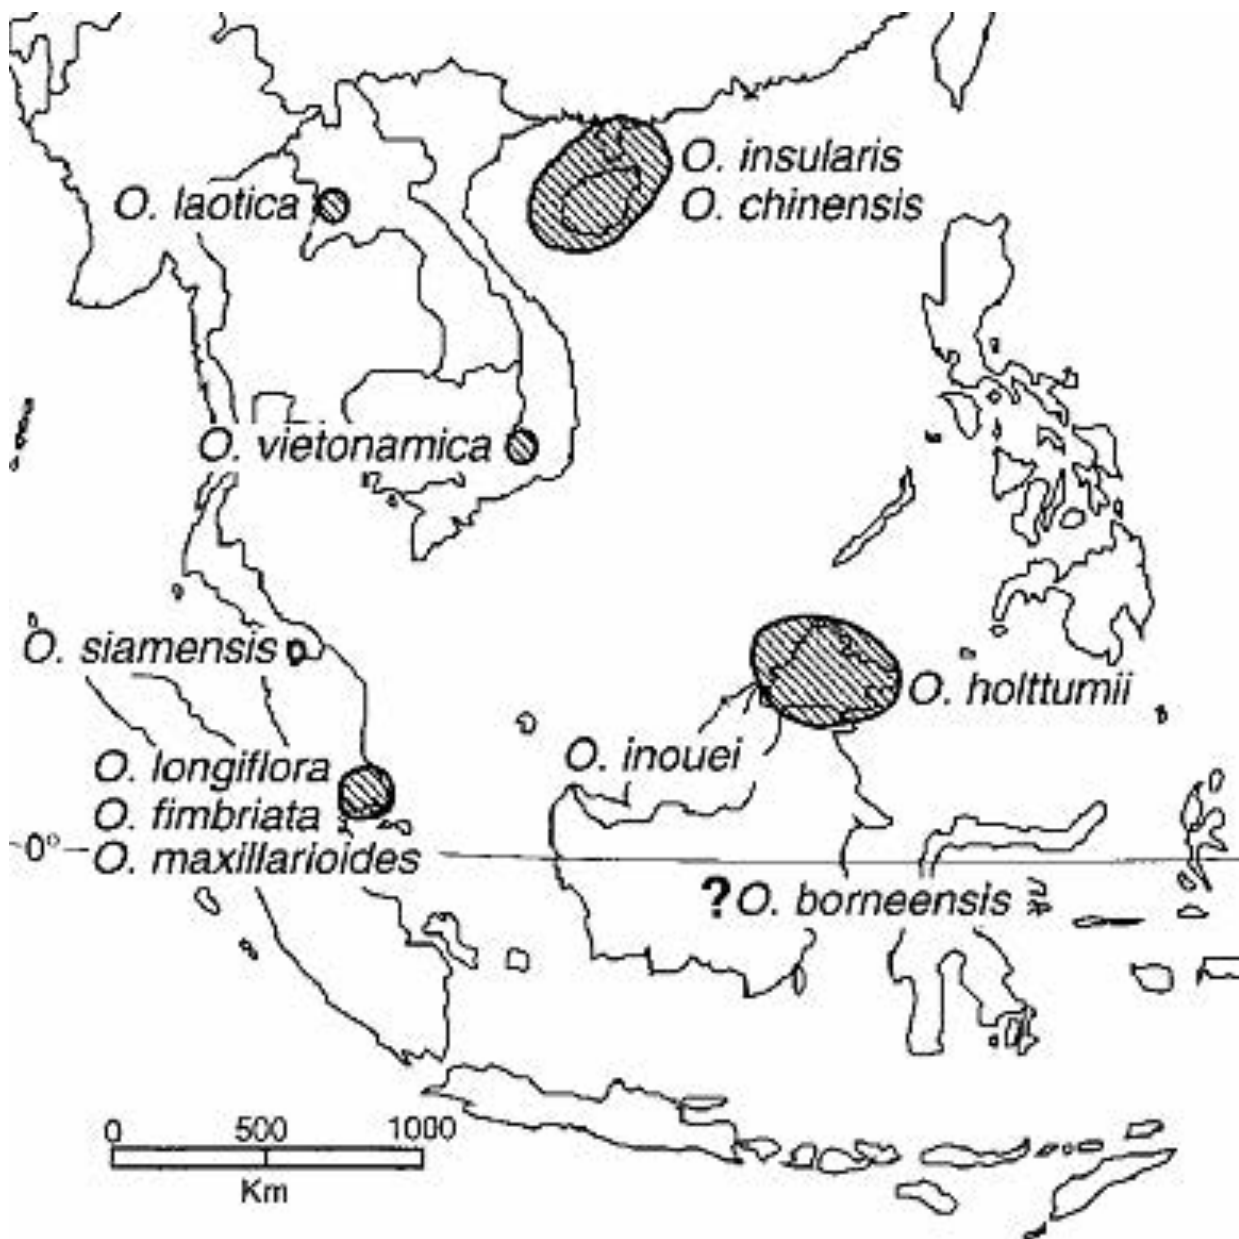 O. insularis
O. laotica
O. chinensis
O. vietonamica
O. siamensis
O. holttumii
O. inouei
O. longiflora
O. fimbriata
0°
O. maxillarioides
?O. borneensis
0 500 1000
Km